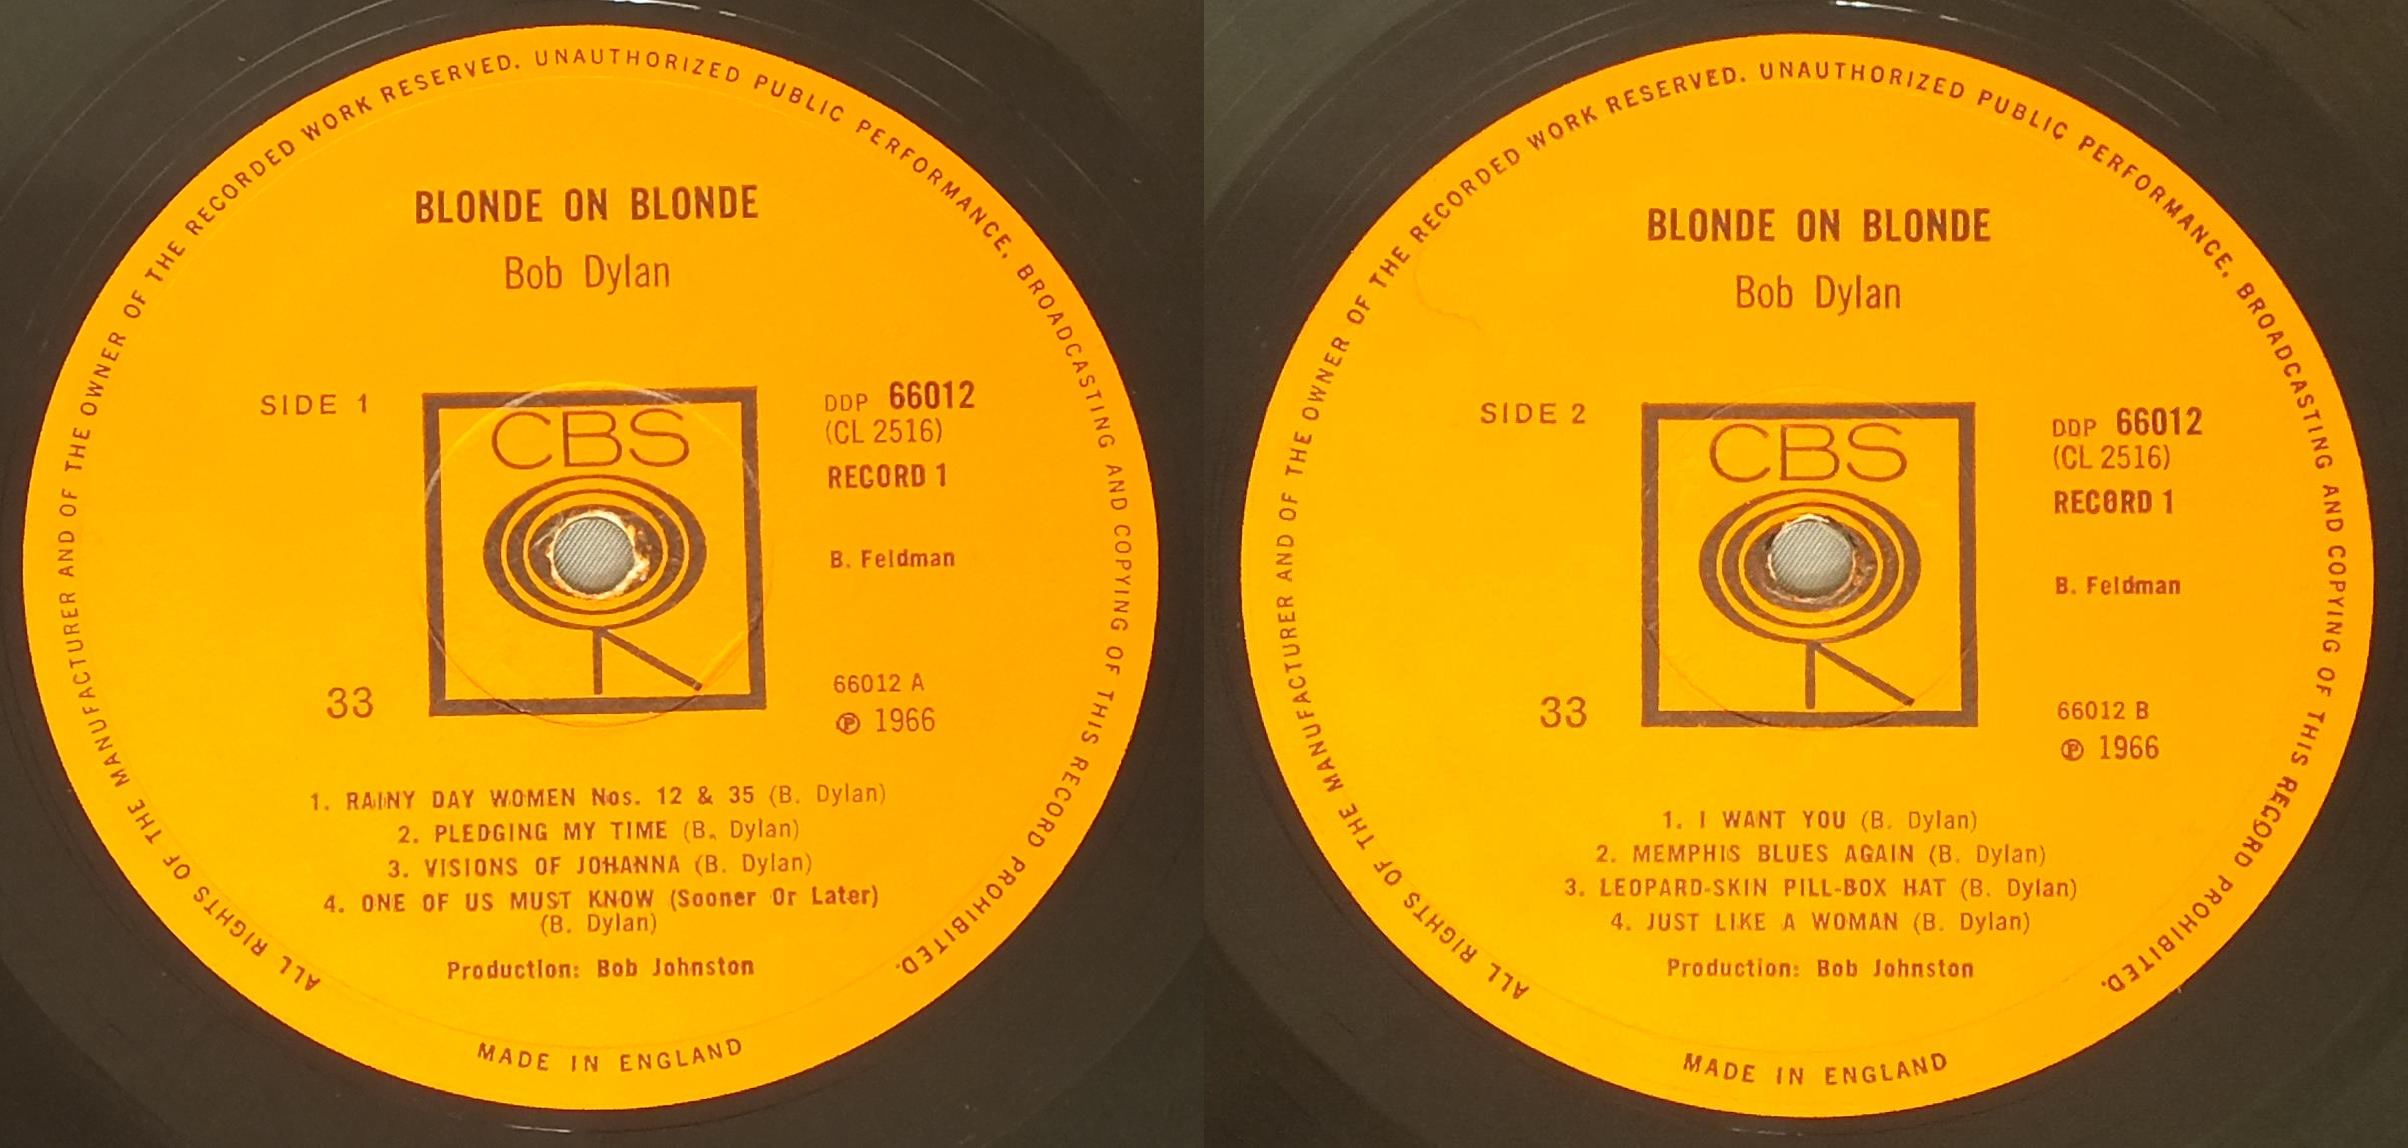 ALL RIGHTS OF THE MANUFACTURER AND OF THE OWNER OF THE RECORDED WORK RESERVED. UNAUTHORIZED PUBLIC PERFORMANCE, BROADCASTING AND COPYING OF THIS RECORD PROHIBITED.
BLONDE ON BLONDE
Bob Dylan
SIDE 1
CBS
DDP 66012
(CL 2516)
RECORD 1
B. Feldman
33
66012 A
℗ 1966
1. RAINY DAY WOMEN Nos. 12 & 35 (B. Dylan)
2. PLEDGING MY TIME (B. Dylan)
3. VISIONS OF JOHANNA (B. Dylan)
4. ONE OF US MUST KNOW (Sooner Or Later)
(B. Dylan)
Production: Bob Johnston
MADE IN ENGLAND
ALL RIGHTS OF THE MANUFACTURER AND OF THE OWNER OF THE RECORDED WORK RESERVED. UNAUTHORIZED PUBLIC PERFORMANCE, BROADCASTING AND COPYING OF THIS RECORD PROHIBITED.
BLONDE ON BLONDE
Bob Dylan
SIDE 2
CBS
DDP 66012
(CL 2516)
RECORD 1
B. Feldman
33
66012 B
℗ 1966
1. I WANT YOU (B. Dylan)
2. MEMPHIS BLUES AGAIN (B. Dylan)
3. LEOPARD-SKIN PILL-BOX HAT (B. Dylan)
4. JUST LIKE A WOMAN (B. Dylan)
Production: Bob Johnston
MADE IN ENGLAND